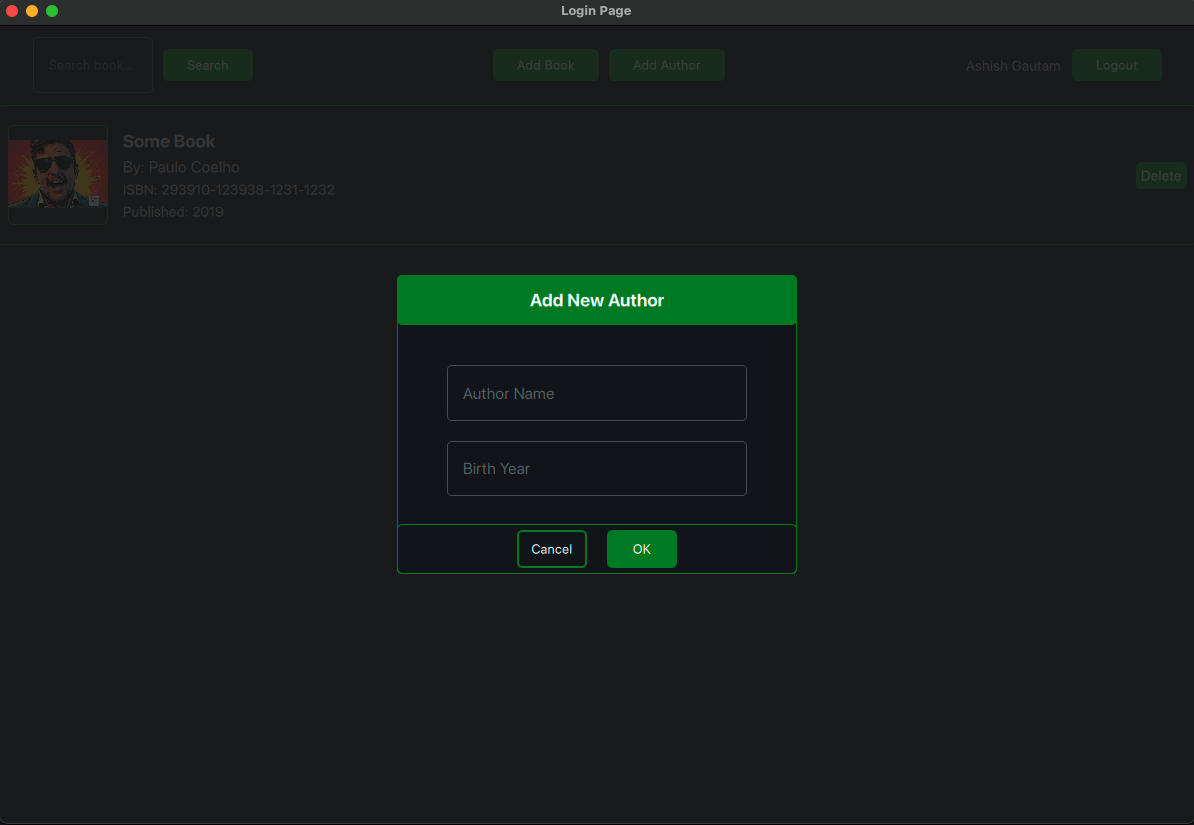 Login Page
Search book...
Search
Add Book
Add Author
Ashish Gautam
Logout
Some Book
By: Paulo Coelho
ISBN: 293910-123938-1231-1232
Published: 2019
Delete
Add New Author
Author Name
Birth Year
Cancel
OK